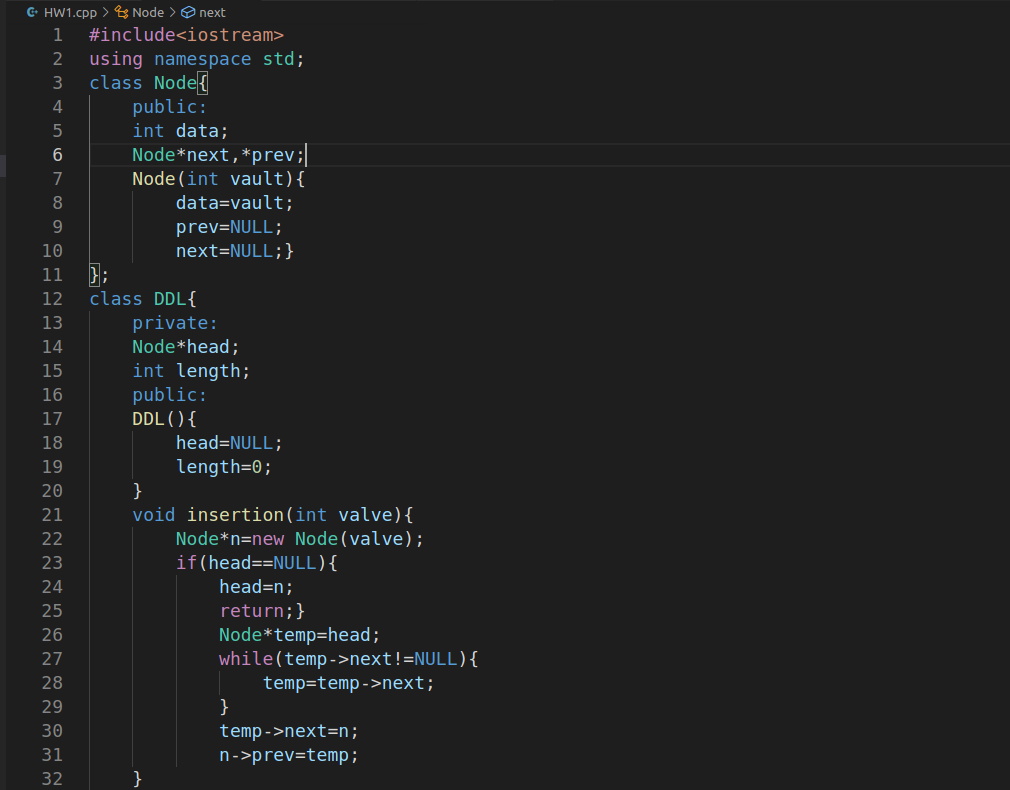 HW1.cpp > Node > next
1 #include<iostream>
2 using namespace std;
3 class Node{
4     public:
5     int data;
6     Node*next,*prev;
7     Node(int vault){
8         data=vault;
9         prev=NULL;
10         next=NULL;}
11 };
12 class DDL{
13     private:
14     Node*head;
15     int length;
16     public:
17     DDL(){
18         head=NULL;
19         length=0;
20     }
21     void insertion(int valve){
22         Node*n=new Node(valve);
23         if(head==NULL){
24             head=n;
25             return;}
26             Node*temp=head;
27             while(temp->next!=NULL){
28                 temp=temp->next;
29             }
30             temp->next=n;
31             n->prev=temp;
32     }